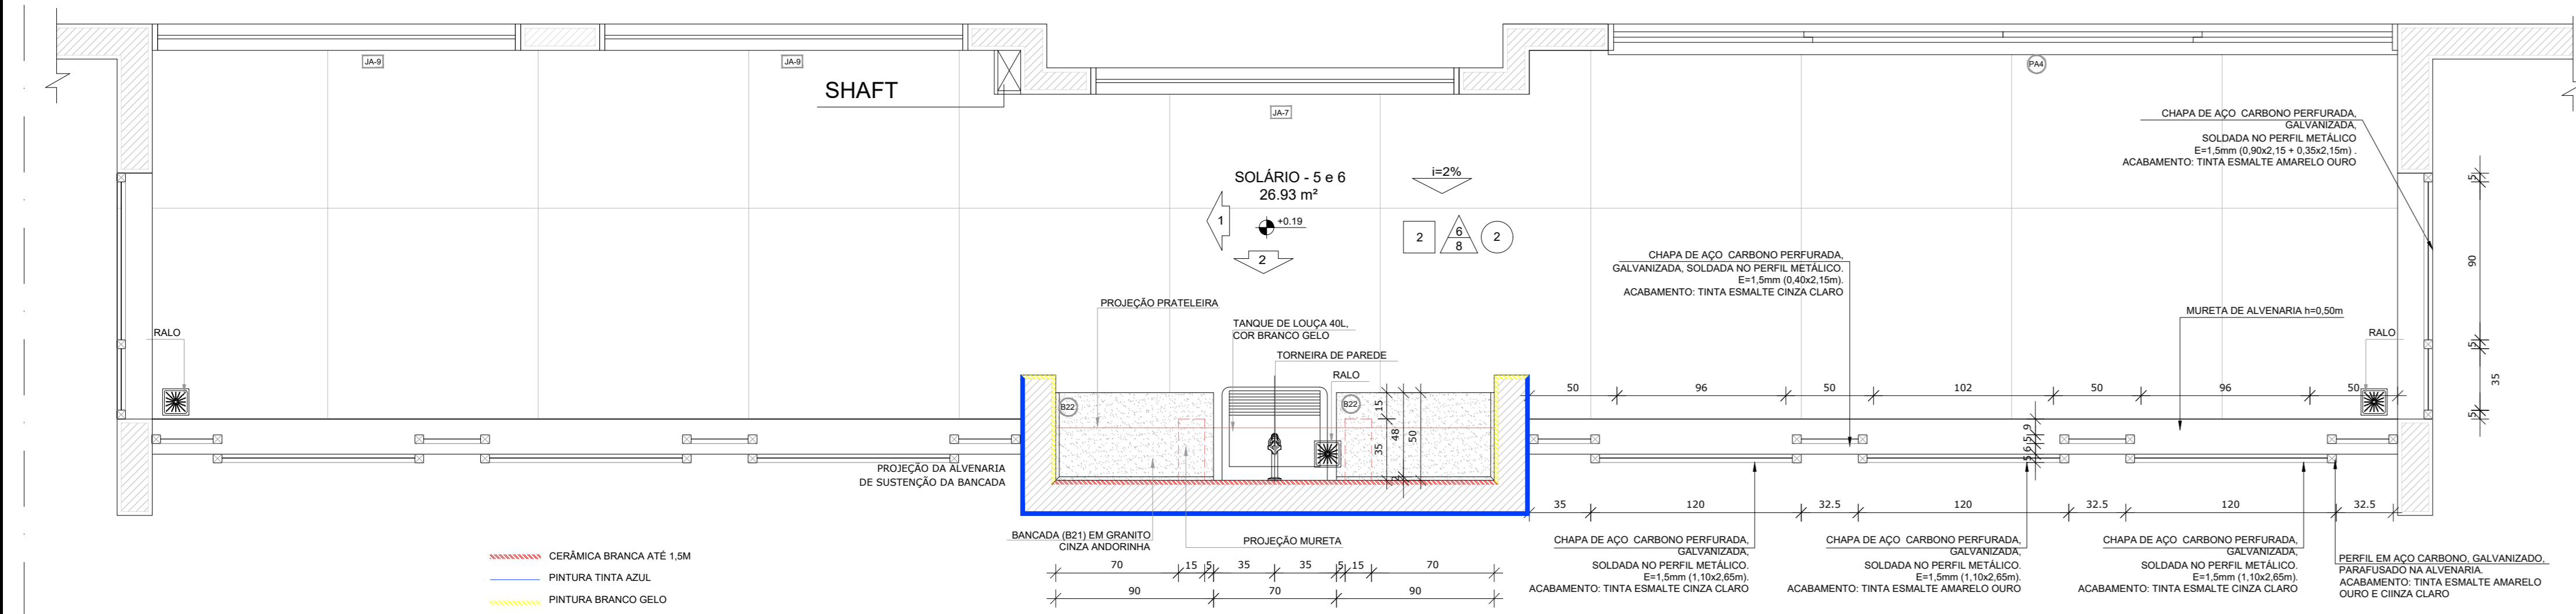 JA-9
JA-9
SHAFT
JA-7
PA4
CHAPA DE AÇO CARBONO PERFURADA,
GALVANIZADA,
SOLDADA NO PERFIL METÁLICO
E=1,5mm (0,90x2,15 + 0,35x2,15m) .
ACABAMENTO: TINTA ESMALTE AMARELO OURO
SOLÁRIO - 5 e 6
26.93 m²
i=2%
1
+0.19
2
2
6
8
2
5
90
5
35
5
CHAPA DE AÇO CARBONO PERFURADA,
GALVANIZADA, SOLDADA NO PERFIL METÁLICO.
E=1,5mm (0,40x2,15m).
ACABAMENTO: TINTA ESMALTE CINZA CLARO
MURETA DE ALVENARIA h=0,50m
RALO
RALO
PROJEÇÃO PRATELEIRA
TANQUE DE LOUÇA 40L,
COR BRANCO GELO
TORNEIRA DE PAREDE
RALO
B22
B22
15
35
48
50
50
96
50
102
50
96
50
9
5
6
5
PROJEÇÃO DA ALVENARIA
DE SUSTENÇÃO DA BANCADA
35
120
32.5
120
32.5
120
32.5
BANCADA (B21) EM GRANITO
CINZA ANDORINHA
PROJEÇÃO MURETA
CERÂMICA BRANCA ATÉ 1,5M
PINTURA TINTA AZUL
PINTURA BRANCO GELO
70
15
5
35
35
5
15
70
90
70
90
CHAPA DE AÇO CARBONO PERFURADA,
GALVANIZADA,
SOLDADA NO PERFIL METÁLICO.
E=1,5mm (1,10x2,65m).
ACABAMENTO: TINTA ESMALTE CINZA CLARO
CHAPA DE AÇO CARBONO PERFURADA,
GALVANIZADA,
SOLDADA NO PERFIL METÁLICO.
E=1,5mm (1,10x2,65m).
ACABAMENTO: TINTA ESMALTE AMARELO OURO
CHAPA DE AÇO CARBONO PERFURADA,
GALVANIZADA,
SOLDADA NO PERFIL METÁLICO.
E=1,5mm (1,10x2,65m).
ACABAMENTO: TINTA ESMALTE CINZA CLARO
PERFIL EM AÇO CARBONO, GALVANIZADO,
PARAFUSADO NA ALVENARIA.
ACABAMENTO: TINTA ESMALTE AMARELO
OURO E CIINZA CLARO